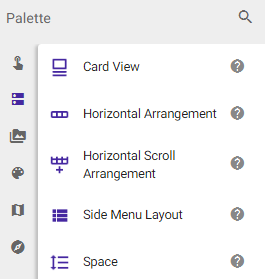 Palette
Card View
Horizontal Arrangement
Horizontal Scroll
Arrangement
Side Menu Layout
Space